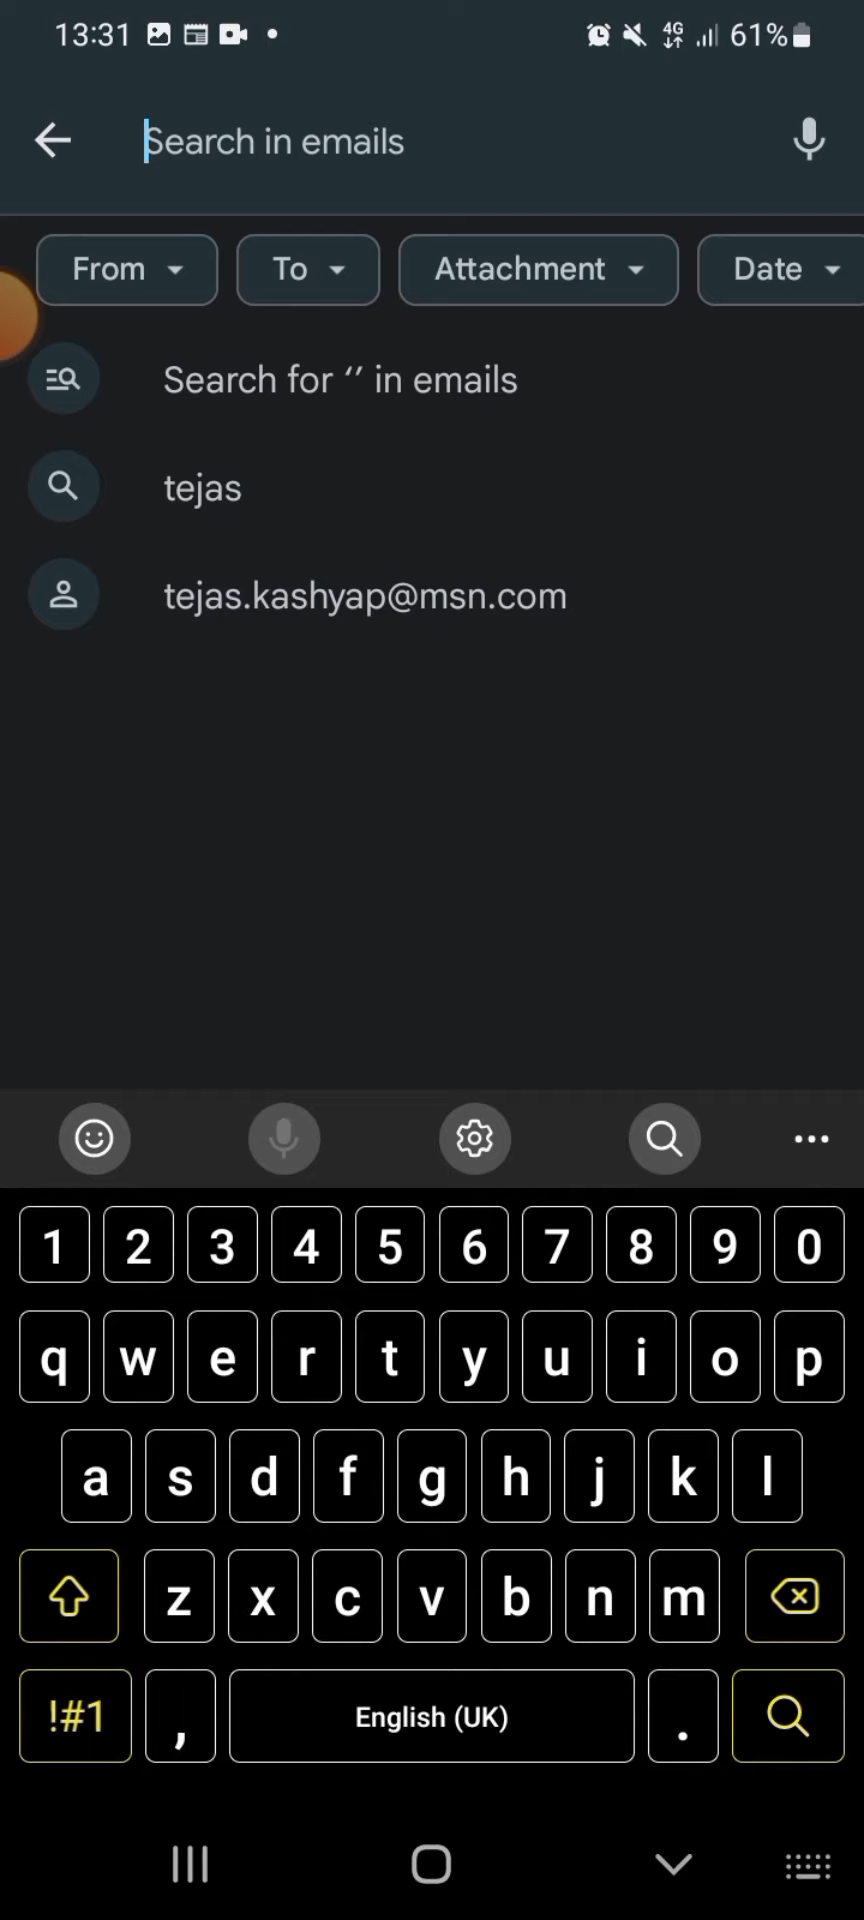 13:31 4G 61%
Search in emails
From To Attachment Date
Search for ‘’ in emails
tejas
tejas.kashyap@msn.com
1 2 3 4 5 6 7 8 9 0
q w e r t y u i o p
a s d f g h j k l
z x c v b n m
!#1 , English (UK) .